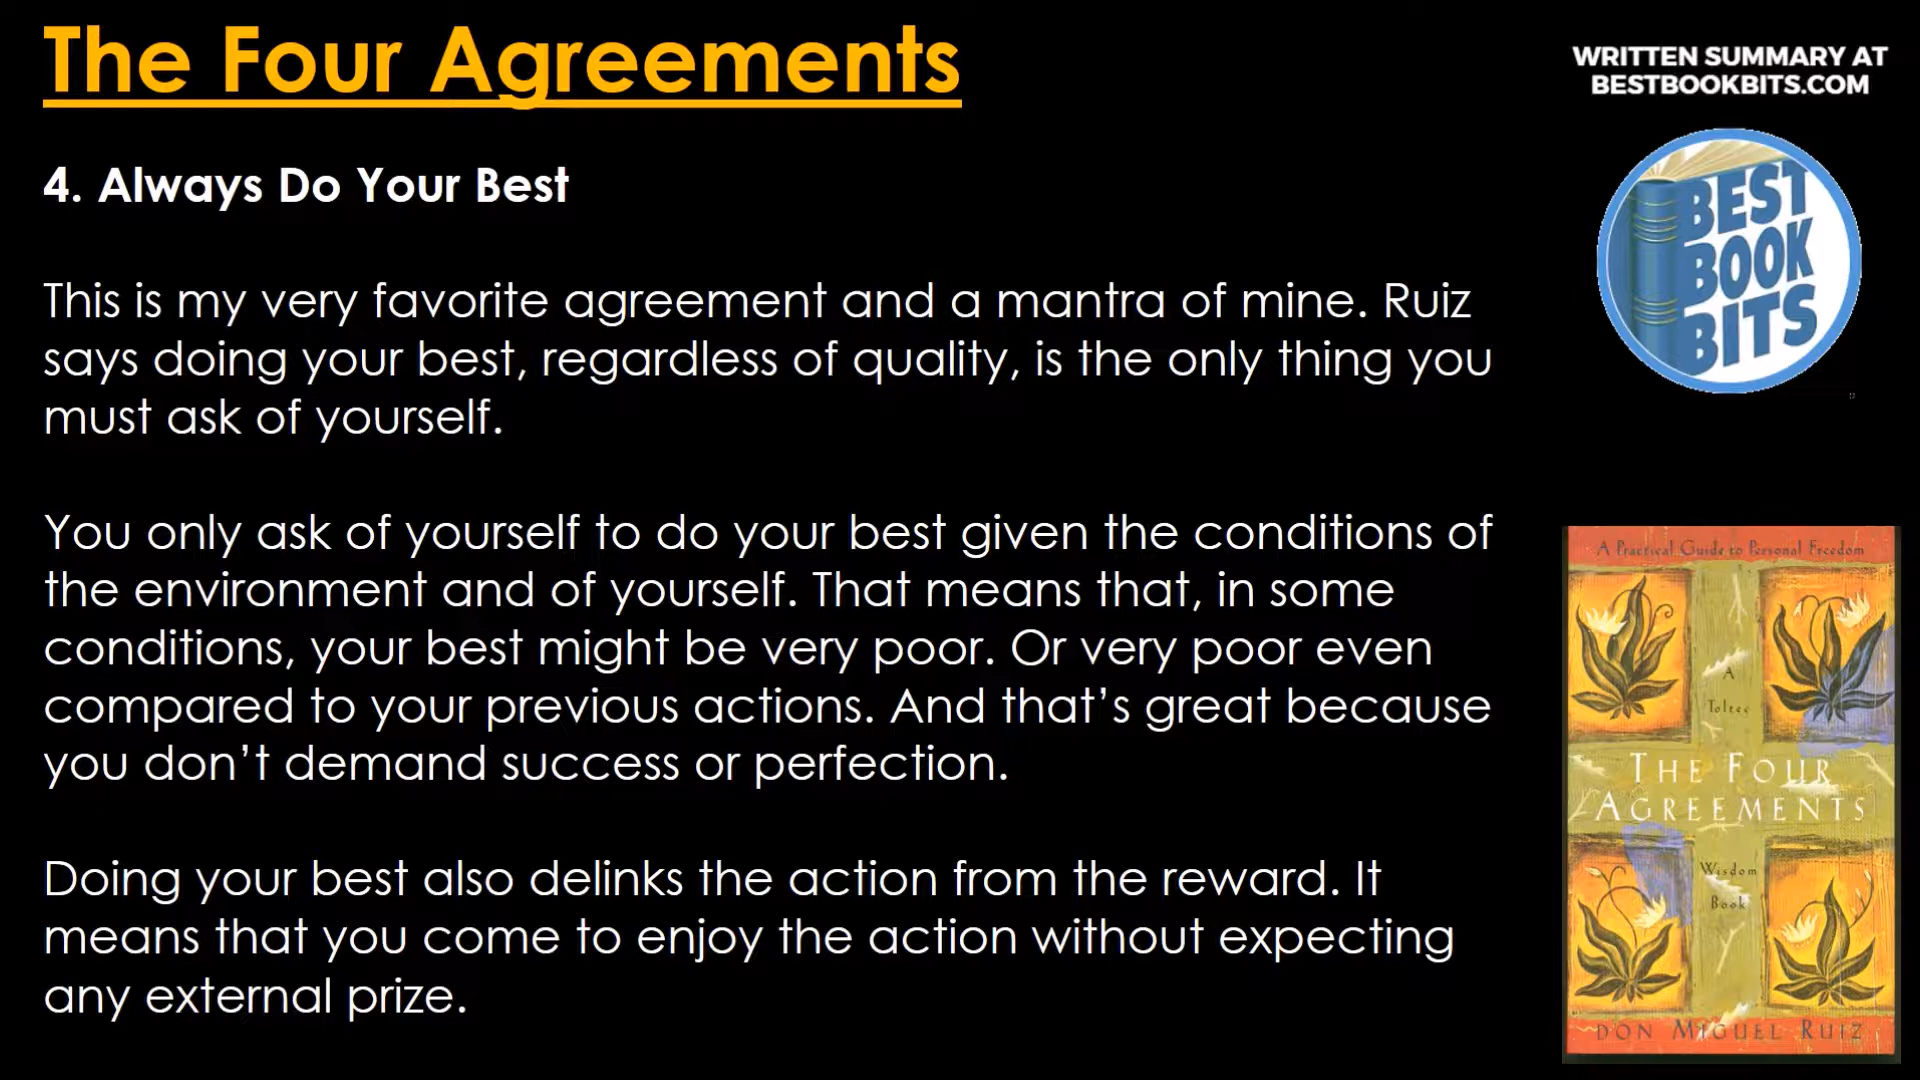 The Four Agreements
WRITTEN SUMMARY AT
BESTBOOKBITS.COM
BEST
BOOK
BITS
4. Always Do Your Best
This is my very favorite agreement and a mantra of mine. Ruiz
says doing your best, regardless of quality, is the only thing you
must ask of yourself.
You only ask of yourself to do your best given the conditions of
the environment and of yourself. That means that, in some
conditions, your best might be very poor. Or very poor even
compared to your previous actions. And that’s great because
you don’t demand success or perfection.
Doing your best also delinks the action from the reward. It
means that you come to enjoy the action without expecting
any external prize.
A Practical Guide to Personal Freedom
A
Toltec
THE FOUR
AGREEMENTS
Wisdom
Book
DON MIGUEL RUIZ